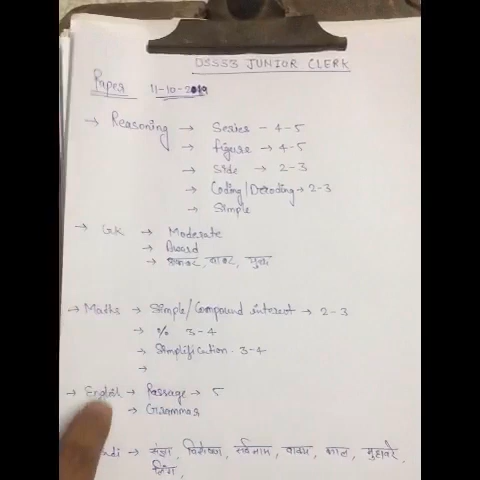 DSSSB JUNIOR CLERK
Paper 11-10-2019
→ Reasoning → Series - 4-5
→ figure → 4-5
→ Side → 2-3
→ Coding/Decoding → 2-3
→ Simple
→ GK → Moderate
→ Award
→
→ Maths → Simple/Compound interest → 2-3
→ % 3-4
→ Simplification - 3-4
→
→ English → Passage → 5
→ Grammar
→ संज्ञा, विशेषण, सर्वनाम, वाच्य, काल, मुहावरे,
लिंग,